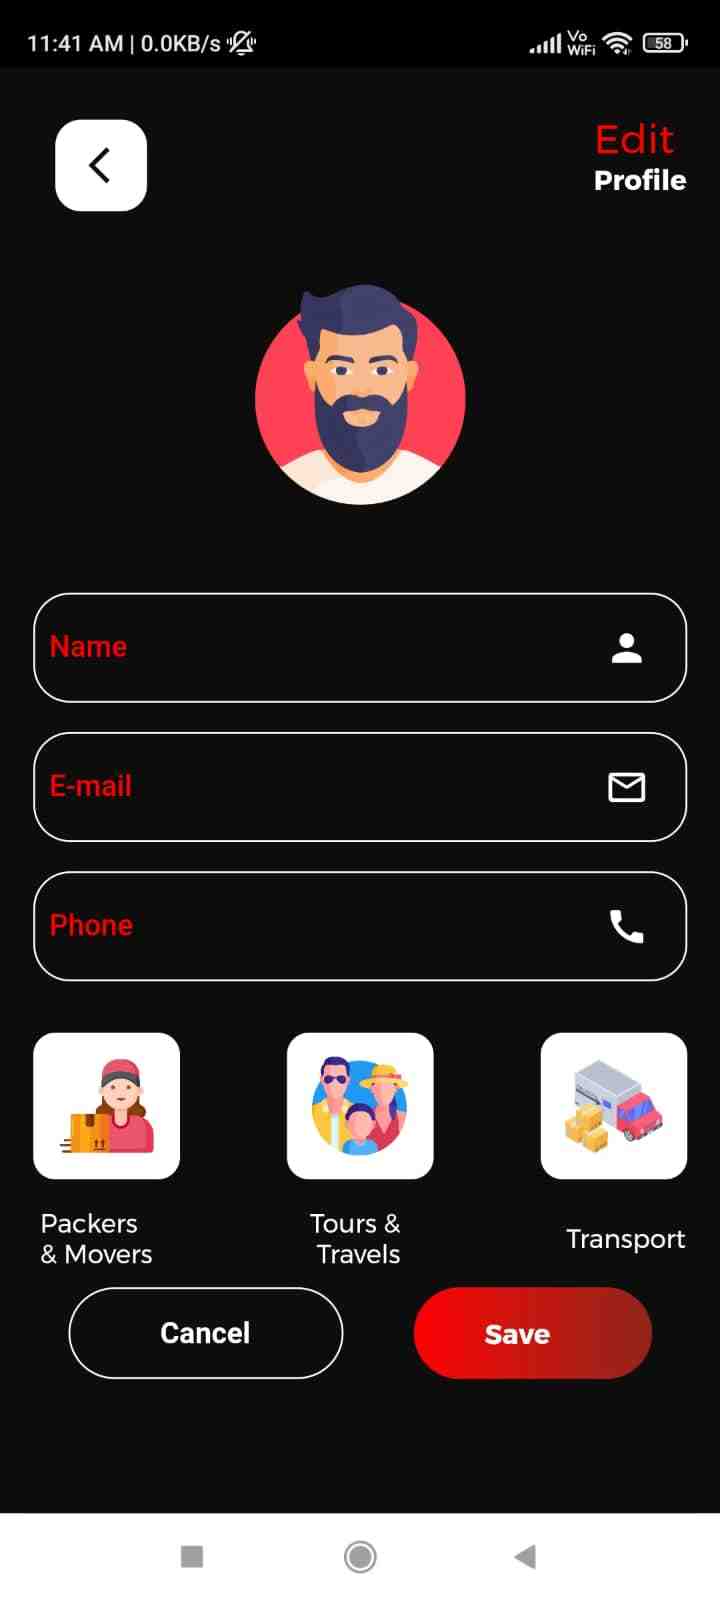 11:41 AM | 0.0KB/s
Vo
WiFi
58
Edit
Profile
Name
E-mail
Phone
Packers
& Movers
Tours &
Travels
Transport
Cancel
Save